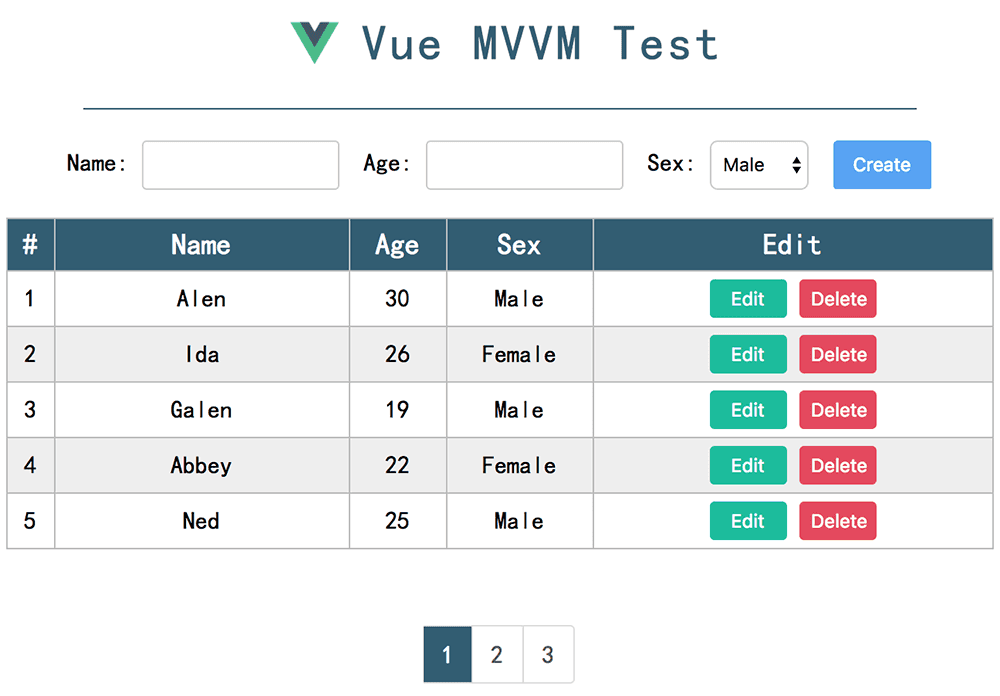 Vue MVVM Test
Name: Age: Sex: Male Create
# Name Age Sex Edit
1 Alen 30 Male Edit Delete
2 Ida 26 Female Edit Delete
3 Galen 19 Male Edit Delete
4 Abbey 22 Female Edit Delete
5 Ned 25 Male Edit Delete
1 2 3